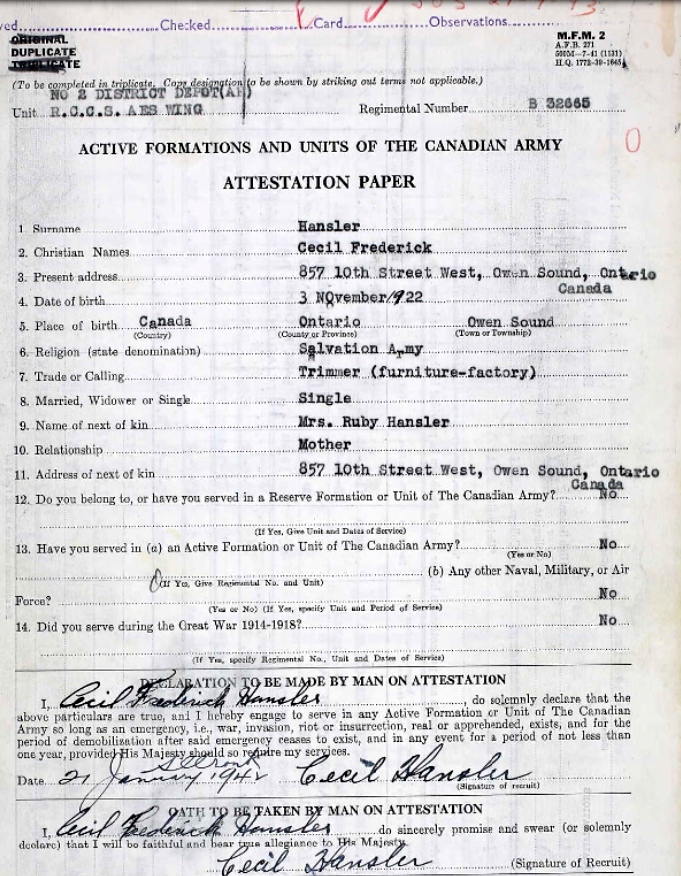 Checked Card Observations
ORIGINAL
DUPLICATE
TRIPLICATE
M.F.M. 2
A.F.B. 271
500M—7-41 (1131)
H.Q. 1772-39-1645
(To be completed in triplicate. Copy designation to be shown by striking out terms not applicable.)
NO 2 DISTRICT DEPOT(AF)
Unit R.C.C.S. AES WING Regimental Number B 32665
ACTIVE FORMATIONS AND UNITS OF THE CANADIAN ARMY
ATTESTATION PAPER
1. Surname Hansler
2. Christian Names Cecil Frederick
3. Present address 857 10th Street West, Owen Sound, Ontario
Canada
4. Date of birth 3 NOvember/922
5. Place of birth Canada Ontario Owen Sound
(Country) (County or Province) (Town or Township)
6. Religion (state denomination) Salvation Army
7. Trade or Calling Trimmer (furniture-factory)
8. Married, Widower or Single Single
9. Name of next of kin Mrs. Ruby Hansler
10. Relationship Mother
11. Address of next of kin 857 10th Street West, Owen Sound, Ontario
Canada
12. Do you belong to, or have you served in a Reserve Formation or Unit of The Canadian Army? No
(If Yes, Give Unit and Dates of Service)
13. Have you served in (a) an Active Formation or Unit of The Canadian Army? No
(Yes or No)
(b) Any other Naval, Military, or Air
(If Yes, Give Regimental No. and Unit)
Force? No
(Yes or No) (If Yes, specify Unit and Period of Service)
14. Did you serve during the Great War 1914-1918? No
(If Yes, specify Regimental No., Unit and Dates of Service)
DECLARATION TO BE MADE BY MAN ON ATTESTATION
I, Cecil Frederick Hansler, do solemnly declare that the
above particulars are true, and I hereby engage to serve in any Active Formation or Unit of The Canadian
Army so long as an emergency, i.e., war, invasion, riot or insurrection, real or apprehended, exists, and for the
period of demobilization after said emergency ceases to exist, and in any event for a period of not less than
one year, provided His Majesty should so require my services.
Date 21 January 1942 Cecil Hansler
(Signature of recruit)
OATH TO BE TAKEN BY MAN ON ATTESTATION
I, Cecil Frederick Hansler do sincerely promise and swear (or solemnly
declare) that I will be faithful and bear true allegiance to His Majesty.
Cecil Hansler (Signature of Recruit)